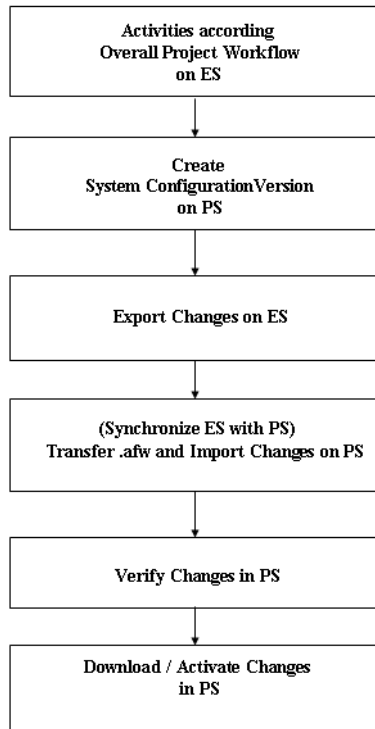 Activities according
Overall Project Workflow
on ES
Create
System ConfigurationVersion
on PS
Export Changes on ES
(Synchronize ES with PS)
Transfer .afw and Import Changes on PS
Verify Changes in PS
Download / Activate Changes
in PS